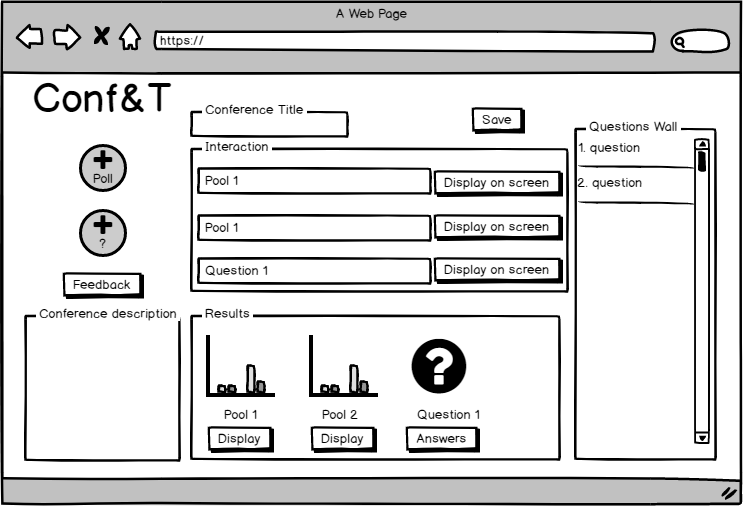 A Web Page
https://
Conf&T
Conference Title
Save
Questions Wall
Interaction
1. question
Poll
Pool 1
Display on screen
2. question
?
Pool 1
Display on screen
Question 1
Display on screen
Feedback
Conference description
Results
?
Pool 1
Pool 2
Question 1
Display
Display
Answers